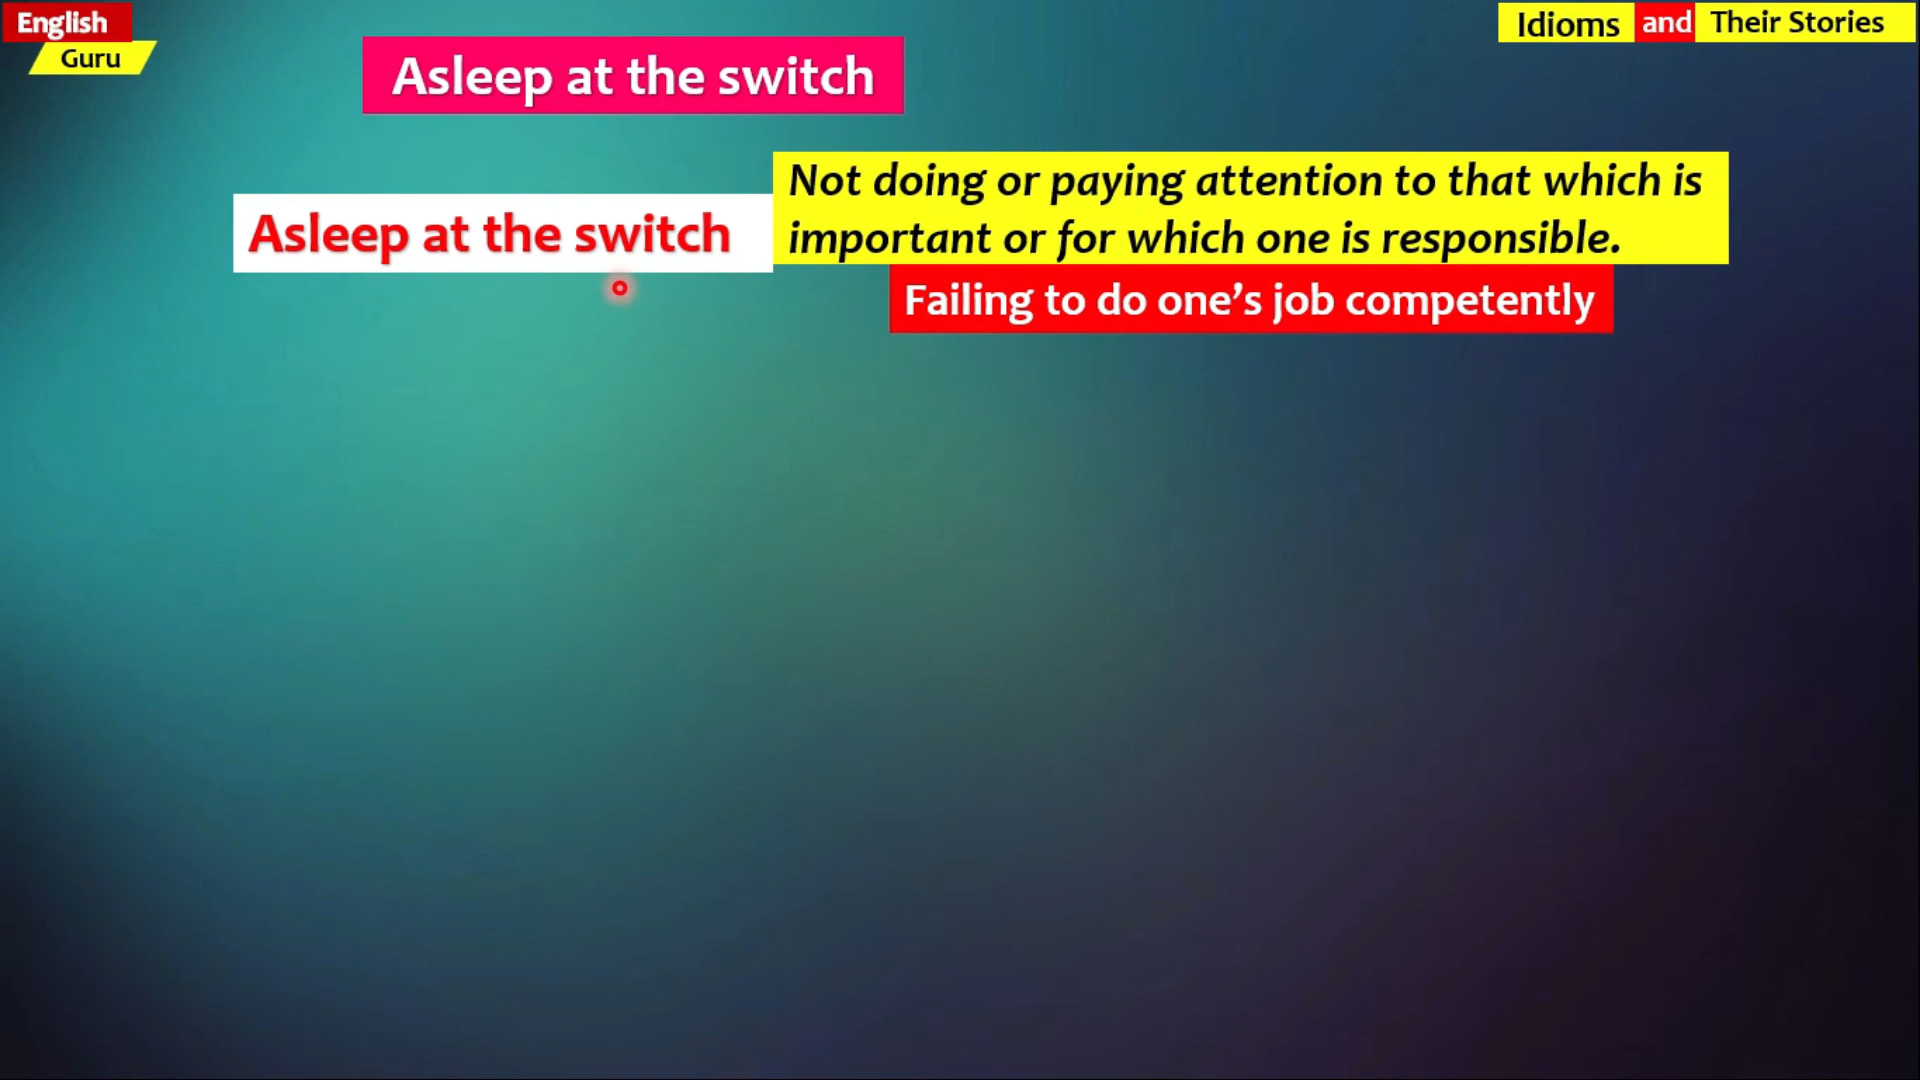 English
Guru
Idioms and Their Stories
Asleep at the switch
Asleep at the switch
Not doing or paying attention to that which is
important or for which one is responsible.
Failing to do one’s job competently